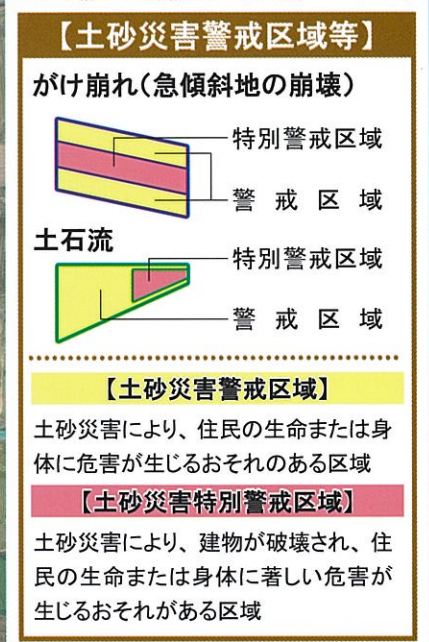 【土砂災害警戒区域等】
がけ崩れ(急傾斜地の崩壊)
特別警戒区域
警戒区域
土石流
特別警戒区域
警戒区域
【土砂災害警戒区域】
土砂災害により、住民の生命または身
体に危害が生じるおそれのある区域
【土砂災害特別警戒区域】
土砂災害により、建物が破壊され、住
民の生命または身体に著しい危害が
生じるおそれがある区域